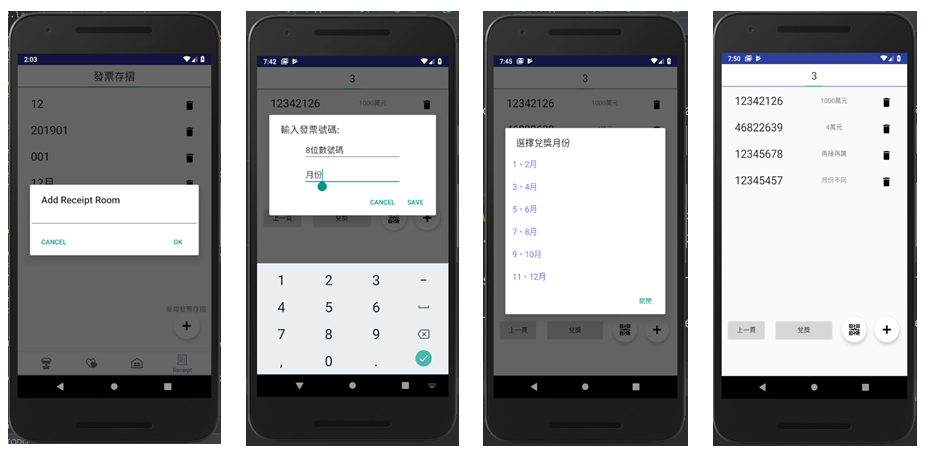 2:03
發票存摺
12
201901
001
12月
Add Receipt Room
CANCEL
OK
新增發票存摺
+
Receipt
7:42
3
12342126
1000萬元
輸入發票號碼:
8位數號碼
月份
CANCEL
SAVE
上一頁
兌獎
+
1
2
3
−
4
5
6
7
8
9
,
0
.
7:45
3
12342126
1000萬元
選擇兌獎月份
1、2月
3、4月
5、6月
7、8月
9、10月
11、12月
關閉
上一頁
兌獎
+
7:50
3
12342126
1000萬元
46822639
4萬元
12345678
再接再厲
12345457
月份不同
上一頁
兌獎
+